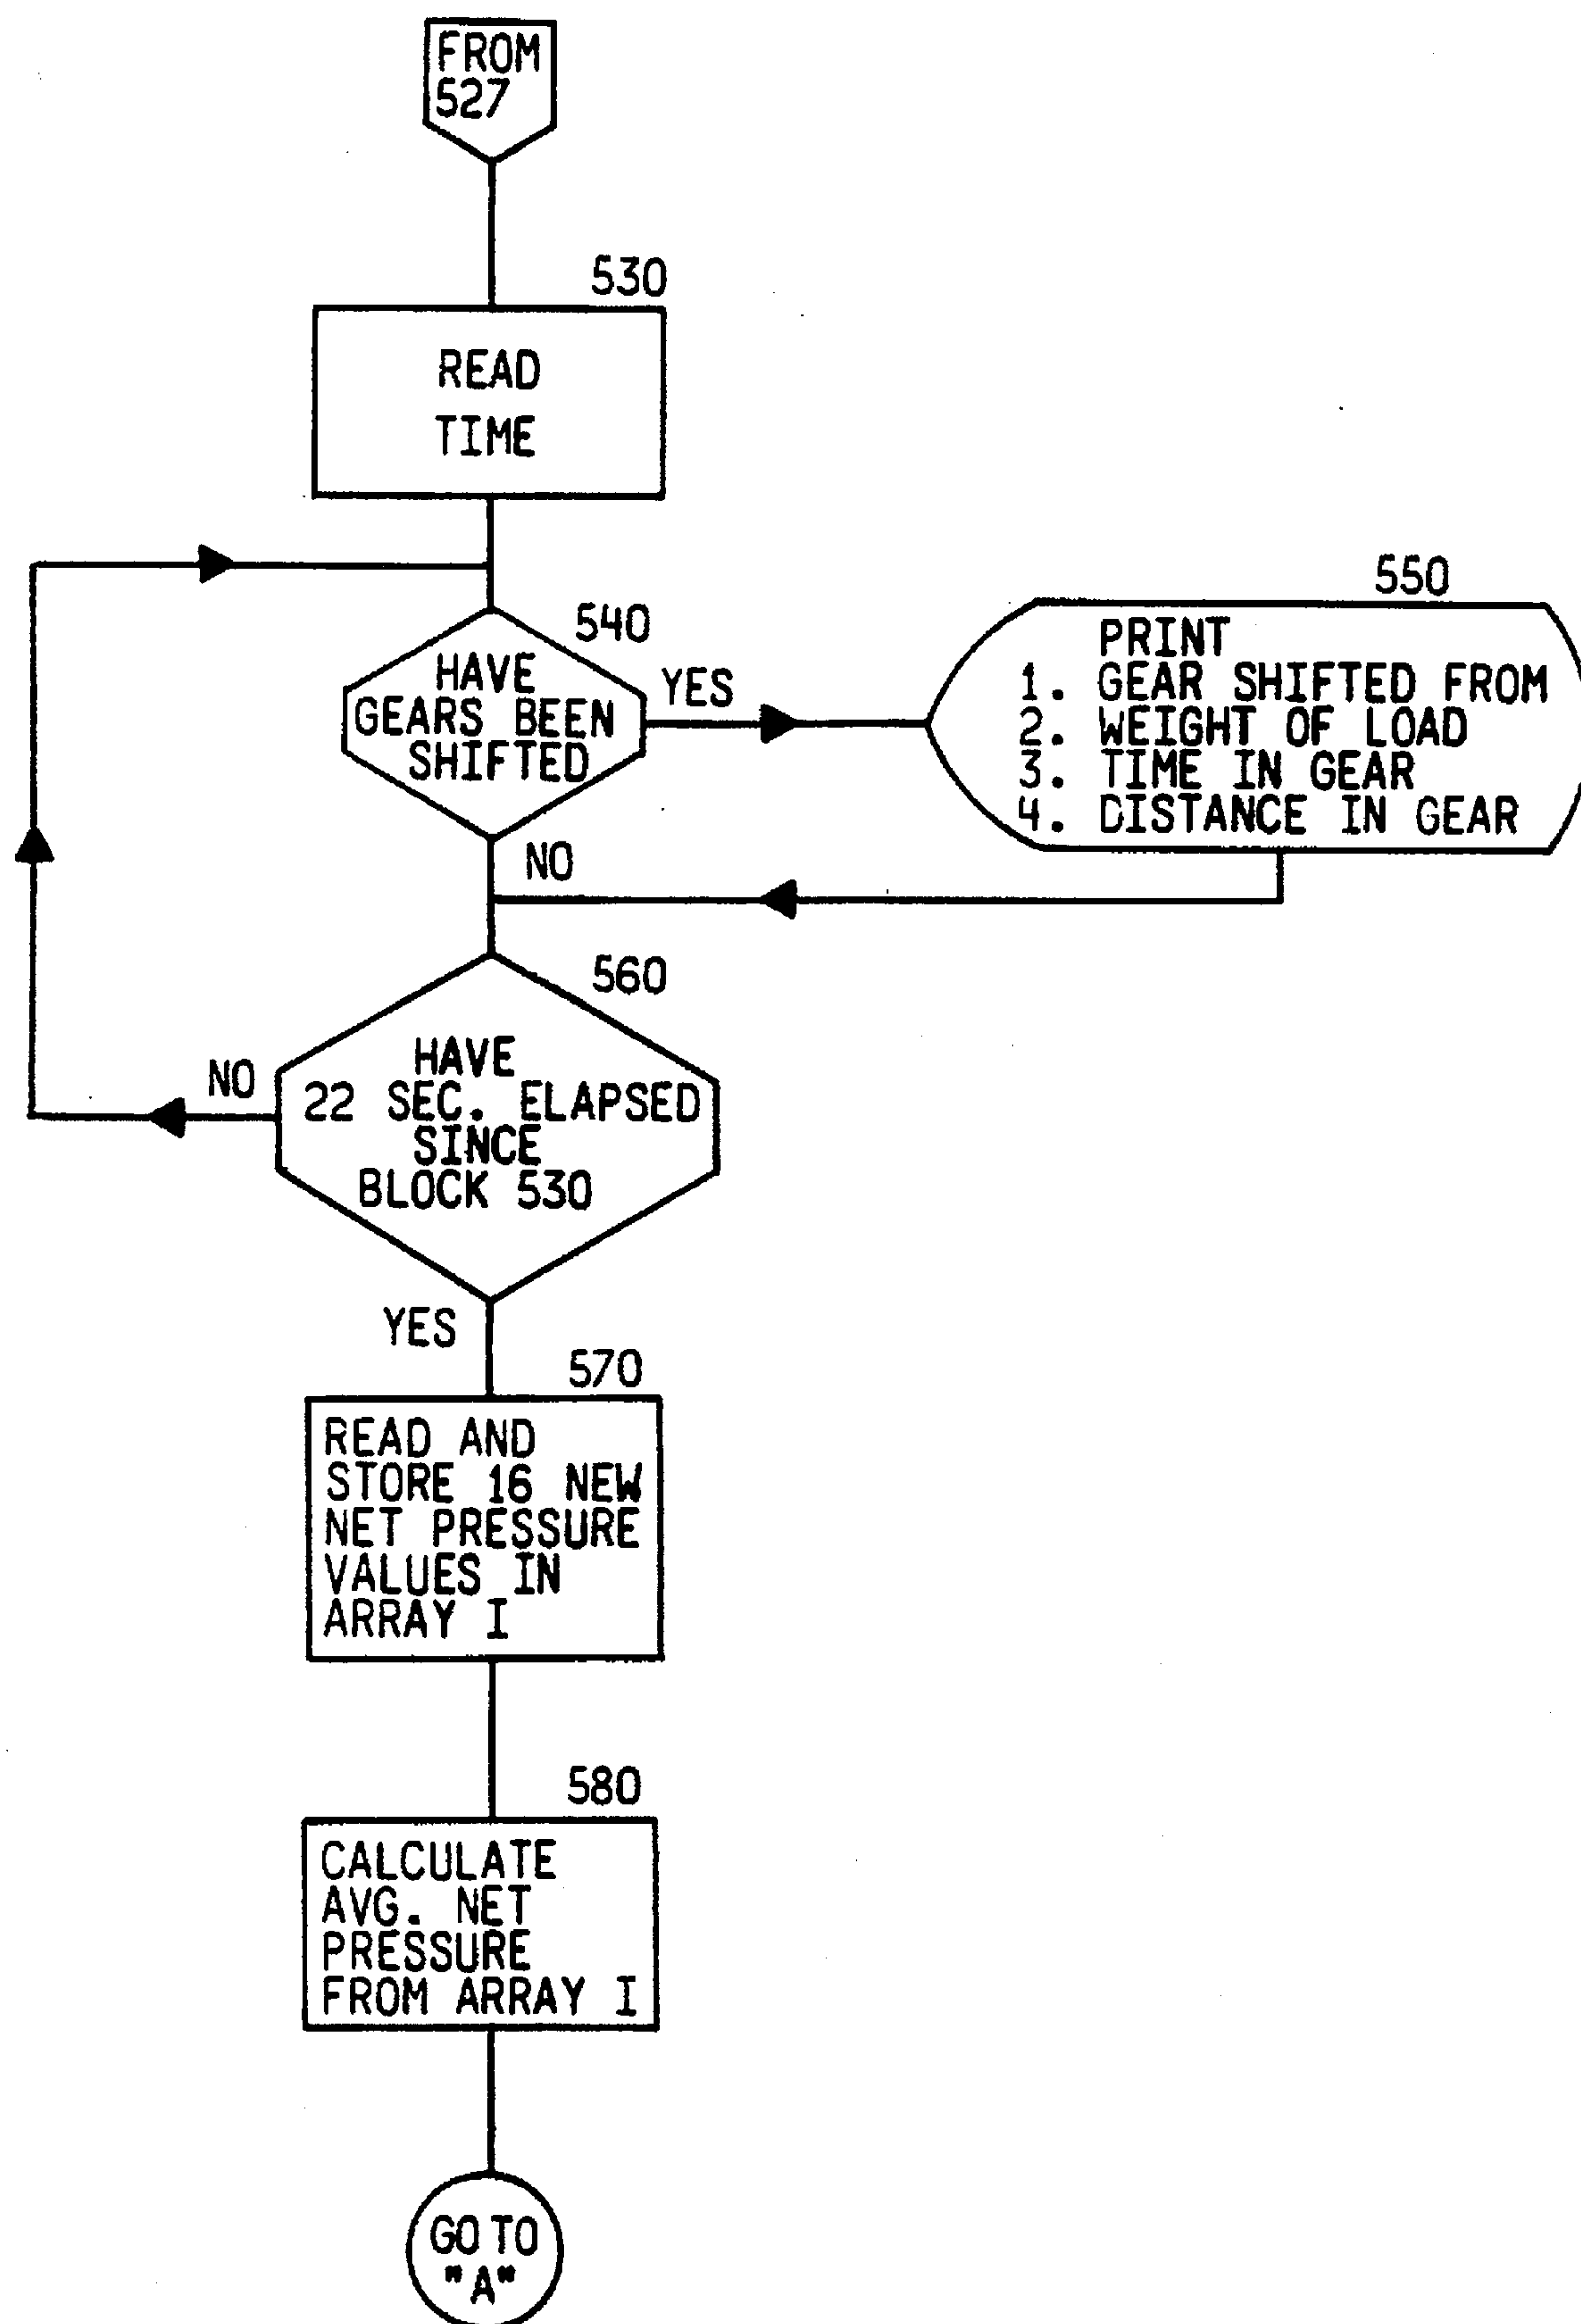 FROM
527
530
READ
TIME
540
HAVE
GEARS BEEN
SHIFTED
YES
NO
550
PRINT
1. GEAR SHIFTED FROM
2. WEIGHT OF LOAD
3. TIME IN GEAR
4. DISTANCE IN GEAR
560
HAVE
22 SEC. ELAPSED
SINCE
BLOCK 530
NO
YES
570
READ AND
STORE 16 NEW
NET PRESSURE
VALUES IN
ARRAY I
580
CALCULATE
AVG. NET
PRESSURE
FROM ARRAY I
GO TO
"A"